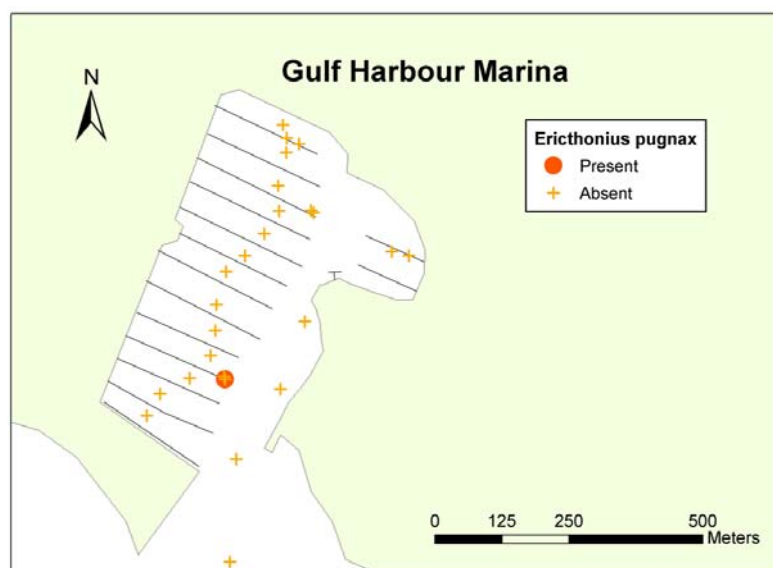 Gulf Harbour Marina
N
Ericthonius pugnax
Present
Absent
0 125 250 500
Meters